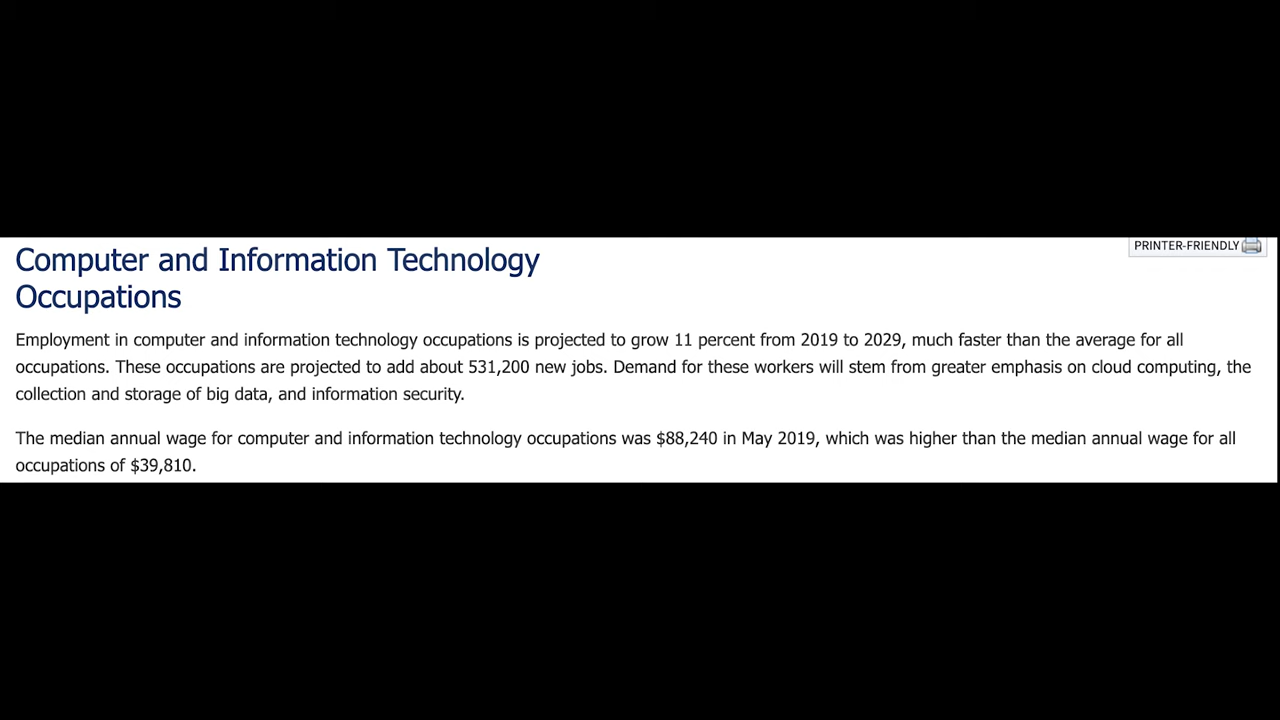 PRINTER-FRIENDLY
Computer and Information Technology
Occupations
Employment in computer and information technology occupations is projected to grow 11 percent from 2019 to 2029, much faster than the average for all
occupations. These occupations are projected to add about 531,200 new jobs. Demand for these workers will stem from greater emphasis on cloud computing, the
collection and storage of big data, and information security.
The median annual wage for computer and information technology occupations was $88,240 in May 2019, which was higher than the median annual wage for all
occupations of $39,810.